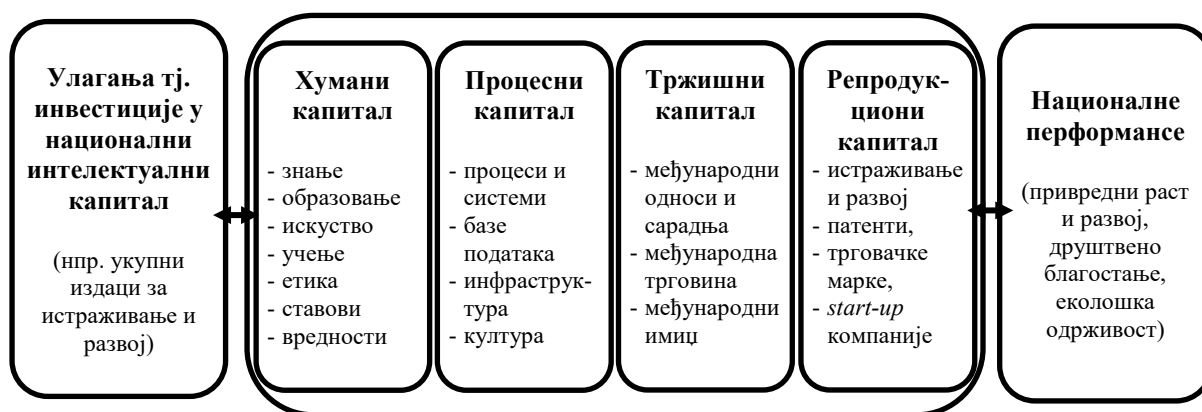 Улагања тј.
инвестиције у
национални
интелектуални
капитал
(нпр. укупни
издаци за
истраживање и
развој)
Хумани
капитал
- знање
- образовање
- искуство
- учење
- етика
- ставови
- вредности
Процесни
капитал
- процеси и
системи
- базе
података
- инфраструк-
тура
- култура
Тржишни
капитал
- међународни
односи и
сарадња
- међународна
трговина
- међународни
имиџ
Репродук-
циони
капитал
- истраживање
и развој
- патенти,
- трговачке
марке,
- start-up
компаније
Националне
перформансе
(привредни раст
и развој,
друштвено
благостање,
еколошка
одрживост)